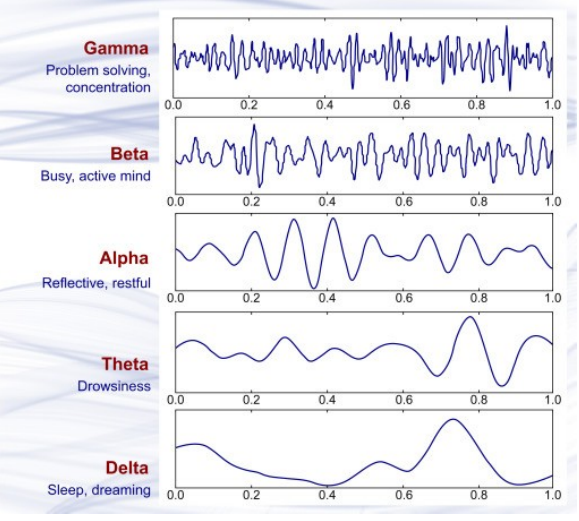 Gamma
Problem solving,
concentration
0.0 0.2 0.4 0.6 0.8 1.0
Beta
Busy, active mind
0.0 0.2 0.4 0.6 0.8 1.0
Alpha
Reflective, restful
0.0 0.2 0.4 0.6 0.8 1.0
Theta
Drowsiness
0.0 0.2 0.4 0.6 0.8 1.0
Delta
Sleep, dreaming
0.0 0.2 0.4 0.6 0.8 1.0